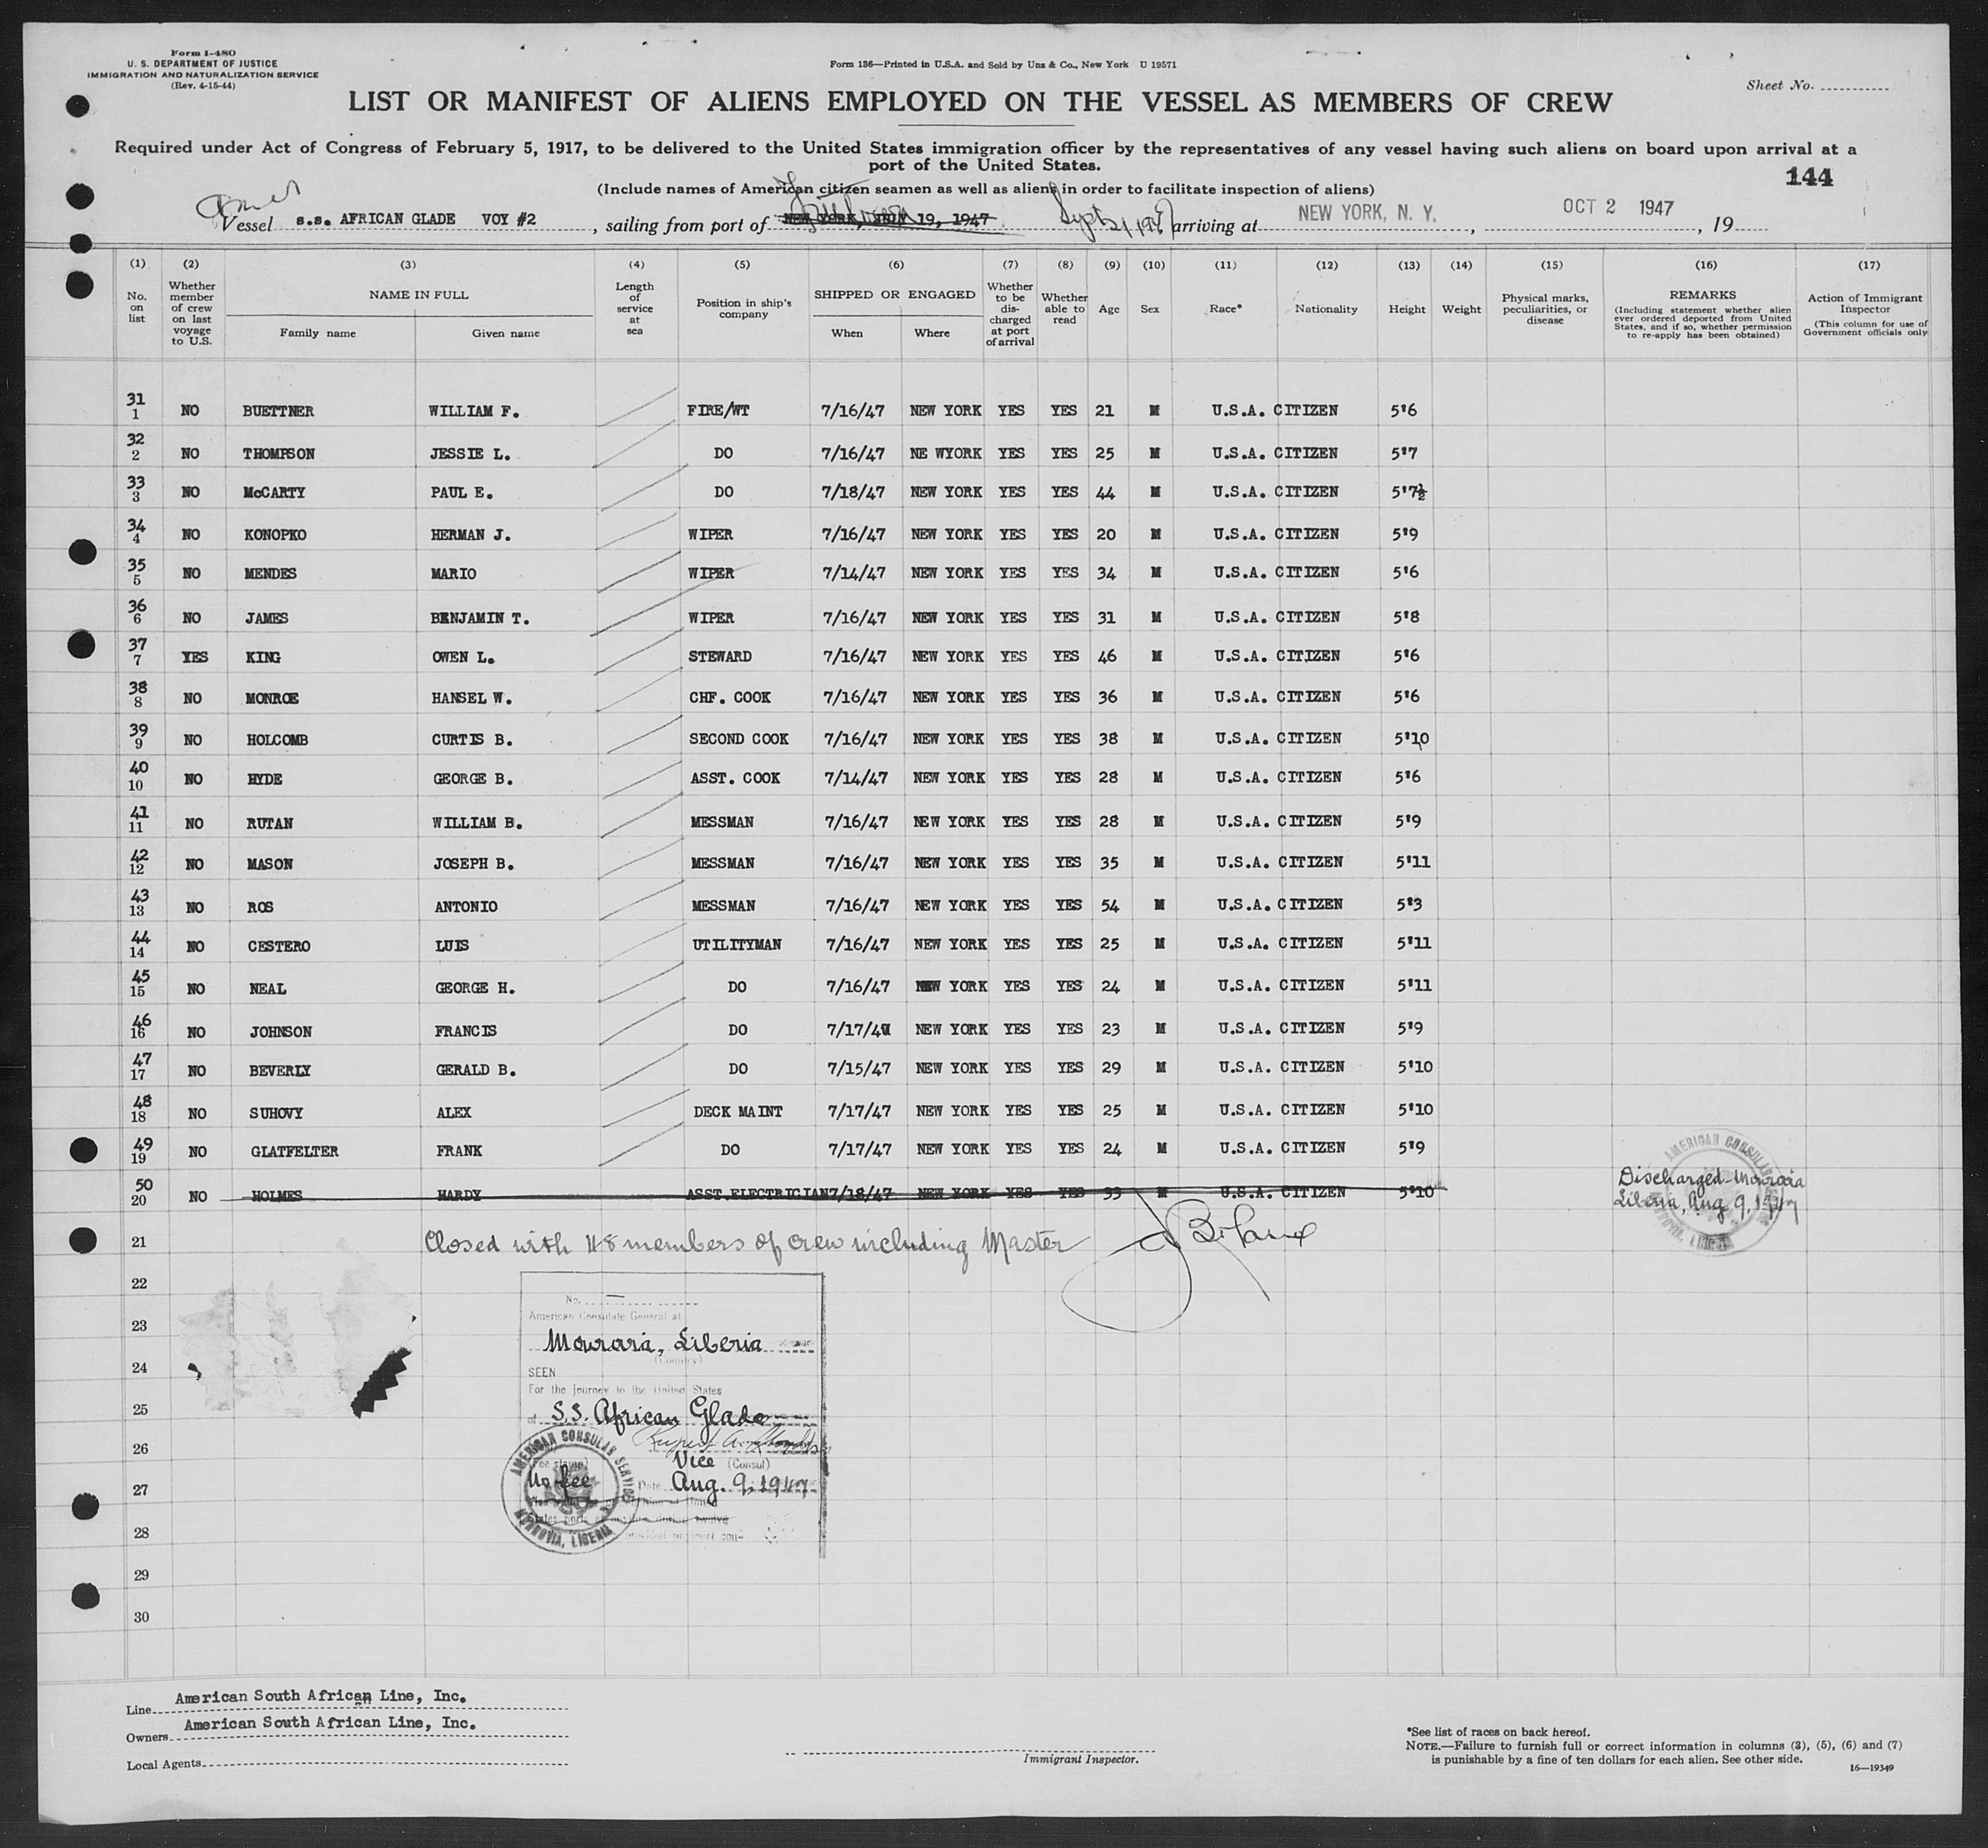 Form I-480
U. S. DEPARTMENT OF JUSTICE
IMMIGRATION AND NATURALIZATION SERVICE
(Rev. 4-15-44)
Form 136—Printed in U.S.A. and Sold by Unz & Co., New York U 19571
Sheet No.
LIST OR MANIFEST OF ALIENS EMPLOYED ON THE VESSEL AS MEMBERS OF CREW
Required under Act of Congress of February 5, 1917, to be delivered to the United States immigration officer by the representatives of any vessel having such aliens on board upon arrival at a
port of the United States.
144
(Include names of American citizen seamen as well as aliens in order to facilitate inspection of aliens)
Vessel s.s. AFRICAN GLADE VOY #2, sailing from port of NEW YORK, JULY 19, 1947 Sept 21 1947 arriving at NEW YORK, N. Y., OCT 2 1947, 19
(1) (2) (3) (4) (5) (6) (7) (8) (9) (10) (11) (12) (13) (14) (15) (16) (17)
No. on list
Whether member of crew on last voyage to U.S.
NAME IN FULL
Family name
Given name
Length of service at sea
Position in ship's company
SHIPPED OR ENGAGED
When
Where
Whether to be discharged at port of arrival
Whether able to read
Age
Sex
Race*
Nationality
Height
Weight
Physical marks, peculiarities, or disease
REMARKS
(Including statement whether alien ever ordered deported from United States, and if so, whether permission to re-apply has been obtained)
Action of Immigrant Inspector
(This column for use of Government officials only
31 1 NO BUETTNER WILLIAM F. FIRE/WT 7/16/47 NEW YORK YES YES 21 M U.S.A. CITIZEN 5'6
32 2 NO THOMPSON JESSIE L. DO 7/16/47 NE WYORK YES YES 25 M U.S.A. CITIZEN 5'7
33 3 NO McCARTY PAUL E. DO 7/18/47 NEW YORK YES YES 44 M U.S.A. CITIZEN 5'7½
34 4 NO KONOPKO HERMAN J. WIPER 7/16/47 NEW YORK YES YES 20 M U.S.A. CITIZEN 5'9
35 5 NO MENDES MARIO WIPER 7/14/47 NEW YORK YES YES 34 M U.S.A. CITIZEN 5'6
36 6 NO JAMES BENJAMIN T. WIPER 7/16/47 NEW YORK YES YES 31 M U.S.A. CITIZEN 5'8
37 7 YES KING OWEN L. STEWARD 7/16/47 NEW YORK YES YES 46 M U.S.A. CITIZEN 5'6
38 8 NO MONROE HANSEL W. CHF. COOK 7/16/47 NEW YORK YES YES 36 M U.S.A. CITIZEN 5'6
39 9 NO HOLCOMB CURTIS B. SECOND COOK 7/16/47 NEW YORK YES YES 38 M U.S.A. CITIZEN 5'10
40 10 NO HYDE GEORGE B. ASST. COOK 7/14/47 NEW YORK YES YES 28 M U.S.A. CITIZEN 5'6
41 11 NO RUTAN WILLIAM B. MESSMAN 7/16/47 NEW YORK YES YES 28 M U.S.A. CITIZEN 5'9
42 12 NO MASON JOSEPH B. MESSMAN 7/16/47 NEW YORK YES YES 35 M U.S.A. CITIZEN 5'11
43 13 NO ROS ANTONIO MESSMAN 7/16/47 NEW YORK YES YES 54 M U.S.A. CITIZEN 5'3
44 14 NO CESTERO LUIS UTILITYMAN 7/16/47 NEW YORK YES YES 25 M U.S.A. CITIZEN 5'11
45 15 NO NEAL GEORGE H. DO 7/16/47 NEW YORK YES YES 24 M U.S.A. CITIZEN 5'11
46 16 NO JOHNSON FRANCIS DO 7/17/47 NEW YORK YES YES 23 M U.S.A. CITIZEN 5'9
47 17 NO BEVERLY GERALD B. DO 7/15/47 NEW YORK YES YES 29 M U.S.A. CITIZEN 5'10
48 18 NO SUHOVY ALEX DECK MAINT 7/17/47 NEW YORK YES YES 25 M U.S.A. CITIZEN 5'10
49 19 NO GLATFELTER FRANK DO 7/17/47 NEW YORK YES YES 24 M U.S.A. CITIZEN 5'9
50 20 NO HOLMES HARDY ASST.ELECTRICIAN 7/18/47 NEW YORK YES YES 33 M U.S.A. CITIZEN 5'10
Discharged Monrovia
Liberia, Aug 9, 1947
AMERICAN CONSULAR
MONROVIA, LIBERIA
21 Closed with 48 members of crew including Master
22
No.
American Consulate General at
23
Monrovia, Liberia
(Country)
24
SEEN
For the journey to the United States
25
of S.S. African Glade
26
Vice (Consul)
(Fee stamp)
No fee
27
Date Aug. 9, 1947
AMERICAN CONSULAR SERVICE
MONROVIA, LIBERIA
28
29
30
Line American South African Line, Inc.
Owners American South African Line, Inc.
Local Agents
Immigrant Inspector.
*See list of races on back hereof.
NOTE.—Failure to furnish full or correct information in columns (3), (5), (6) and (7)
is punishable by a fine of ten dollars for each alien. See other side.
16—19349